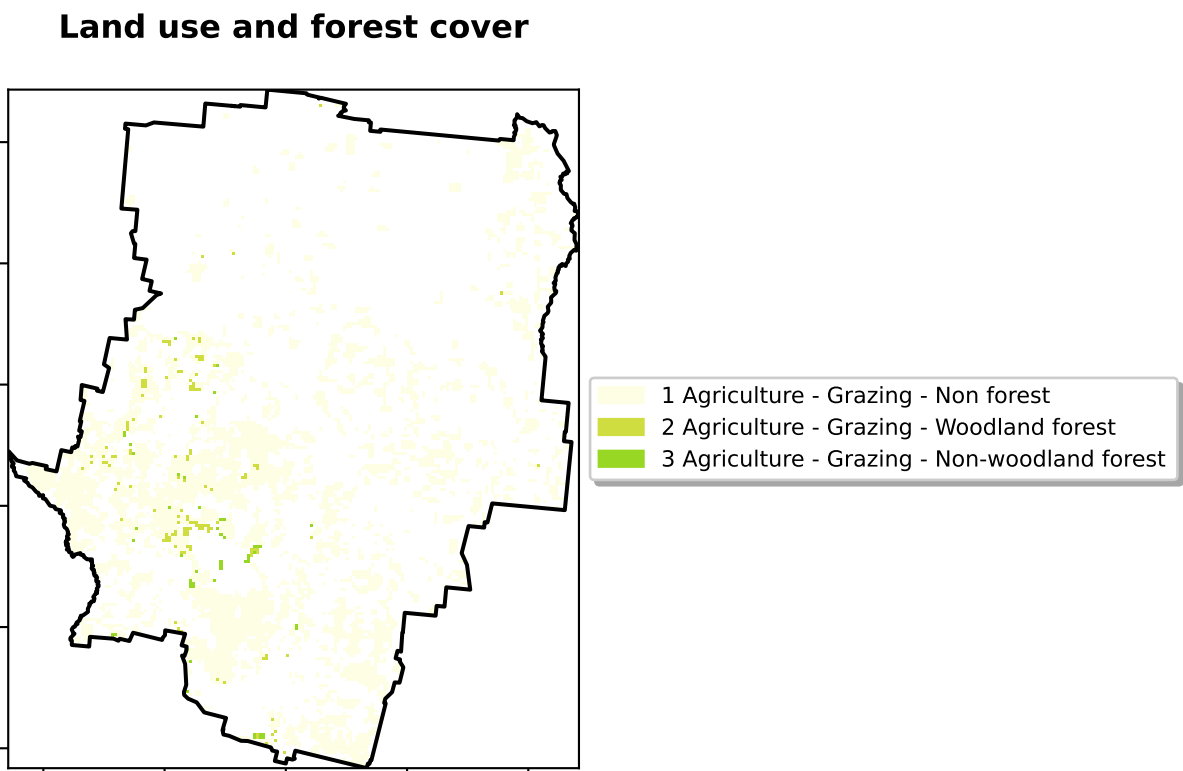 Land use and forest cover
1 Agriculture - Grazing - Non forest
2 Agriculture - Grazing - Woodland forest
3 Agriculture - Grazing - Non-woodland forest